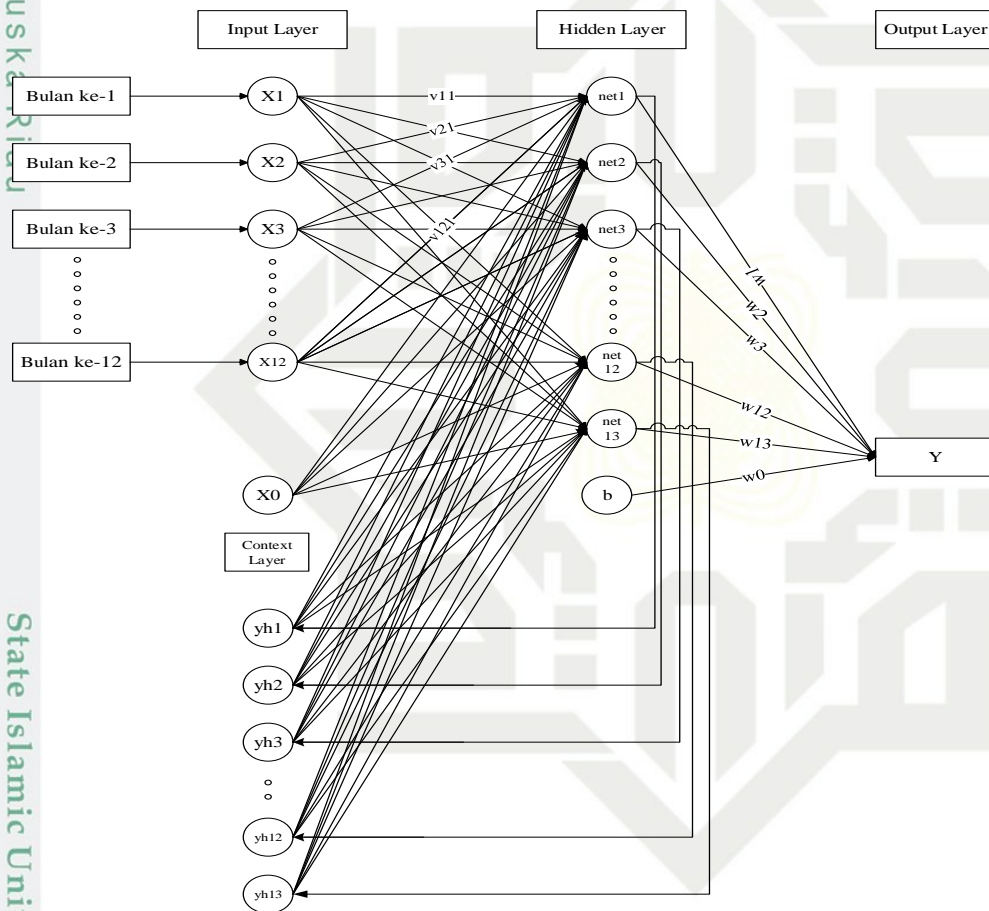 Input Layer
Hidden Layer
Output Layer
Bulan ke-1
Bulan ke-2
Bulan ke-3
Bulan ke-12
X1
X2
X3
X12
X0
v11
v21
v31
v121
net1
net2
net3
net
12
net
13
b
w1
w2
w3
w12
w13
w0
Y
Context
Layer
yh1
yh2
yh3
yh12
yh13
uska Riau
State Islamic Uni